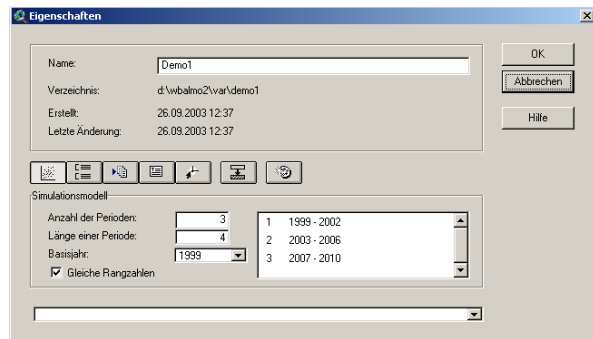 Eigenschaften
Name: Demo1
Verzeichnis: d:\wbalmo2\var\demo1
Erstellt: 26.09.2003 12:37
Letzte Änderung: 26.09.2003 12:37
OK
Abbrechen
Hilfe
Simulationsmodell
Anzahl der Perioden: 3
Länge einer Periode: 4
Basisjahr: 1999
Gleiche Rangzahlen
1 1999 - 2002
2 2003 - 2006
3 2007 - 2010